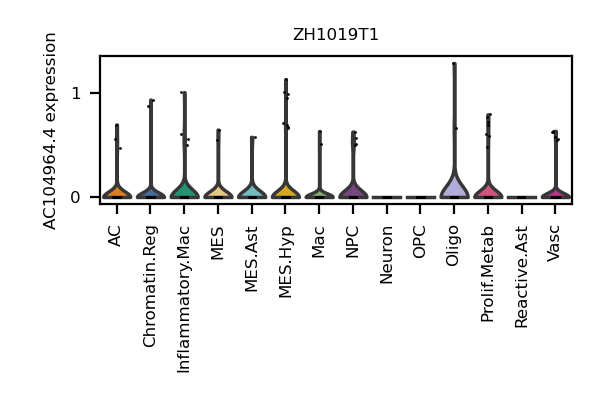 ZH1019T1
AC104964.4 expression
1
0
AC
Chromatin.Reg
Inflammatory.Mac
MES
MES.Ast
MES.Hyp
Mac
NPC
Neuron
OPC
Oligo
Prolif.Metab
Reactive.Ast
Vasc